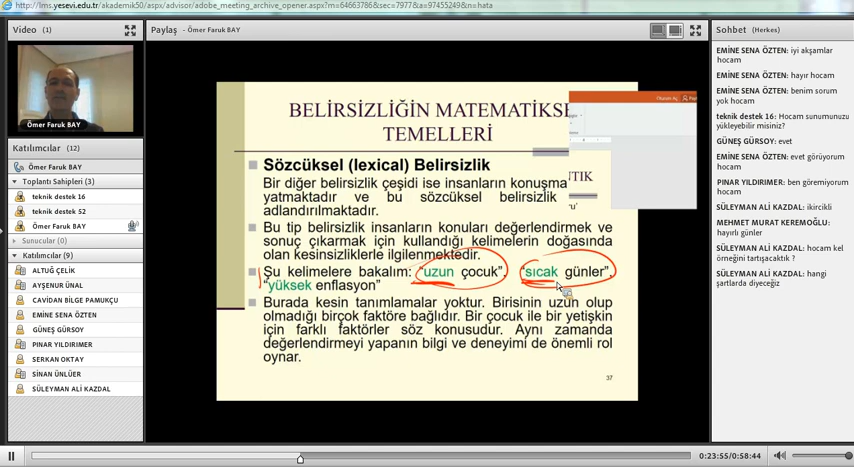 http://lms.yesevi.edu.tr/akademik50/aspx/advisor/adobe_meeting_archive_opener.aspx?m=64663786&sec=7977&a=97455249&n=hata
Video (1)
Ömer Faruk BAY
Katılımcılar (12)
Ömer Faruk BAY
Toplantı Sahipleri (3)
teknik destek 16
teknik destek 52
Ömer Faruk BAY
Sunucular (0)
Katılımcılar (9)
ALTUĞ ÇELİK
AYŞENUR ÜNAL
CAVİDAN BİLGE PAMUKÇU
EMİNE SENA ÖZTEN
GÜNEŞ GÜRSOY
PINAR YILDIRIMER
SERKAN OKTAY
SİNAN ÜNLÜER
SÜLEYMAN ALİ KAZDAL
Paylaş - Ömer Faruk BAY
BELİRSİZLİĞİN MATEMATİKSE
TEMELLERİ
Sözcüksel (lexical) Belirsizlik
Bir diğer belirsizlik çeşidi ise insanların konuşma
yatmaktadır ve bu sözcüksel belirsizlik
adlandırılmaktadır.
Bu tip belirsizlik insanların konuları değerlendirmek ve
sonuç çıkarmak için kullandığı kelimelerin doğasında
olan kesinsizliklerle ilgilenmektedir.
Şu kelimelere bakalım: "uzun çocuk", "sıcak günler",
"yüksek enflasyon"
Burada kesin tanımlamalar yoktur. Birisinin uzun olup
olmadığı birçok faktöre bağlıdır. Bir çocuk ile bir yetişkin
için farklı faktörler söz konusudur. Aynı zamanda
değerlendirmeyi yapanın bilgi ve deneyimi de önemli rol
oynar.
37
Oturum Aç
NTIK
ru'
Sohbet (Herkes)
EMİNE SENA ÖZTEN: iyi akşamlar
hocam
EMİNE SENA ÖZTEN: hayır hocam
EMİNE SENA ÖZTEN: benim sorum
yok hocam
teknik destek 16: Hocam sunumunuzu
yükleyebilir misiniz?
GÜNEŞ GÜRSOY: evet
EMİNE SENA ÖZTEN: evet görüyorum
hocam
PINAR YILDIRIMER: ben göremiyorum
hocam
SÜLEYMAN ALİ KAZDAL: ikircikli
MEHMET MURAT KEREMOĞLU:
hayırlı günler
SÜLEYMAN ALİ KAZDAL: hocam kel
örneğini tartışacaktık ?
SÜLEYMAN ALİ KAZDAL: hangi
şartlarda diyeceğiz
0:23:55/0:58:44